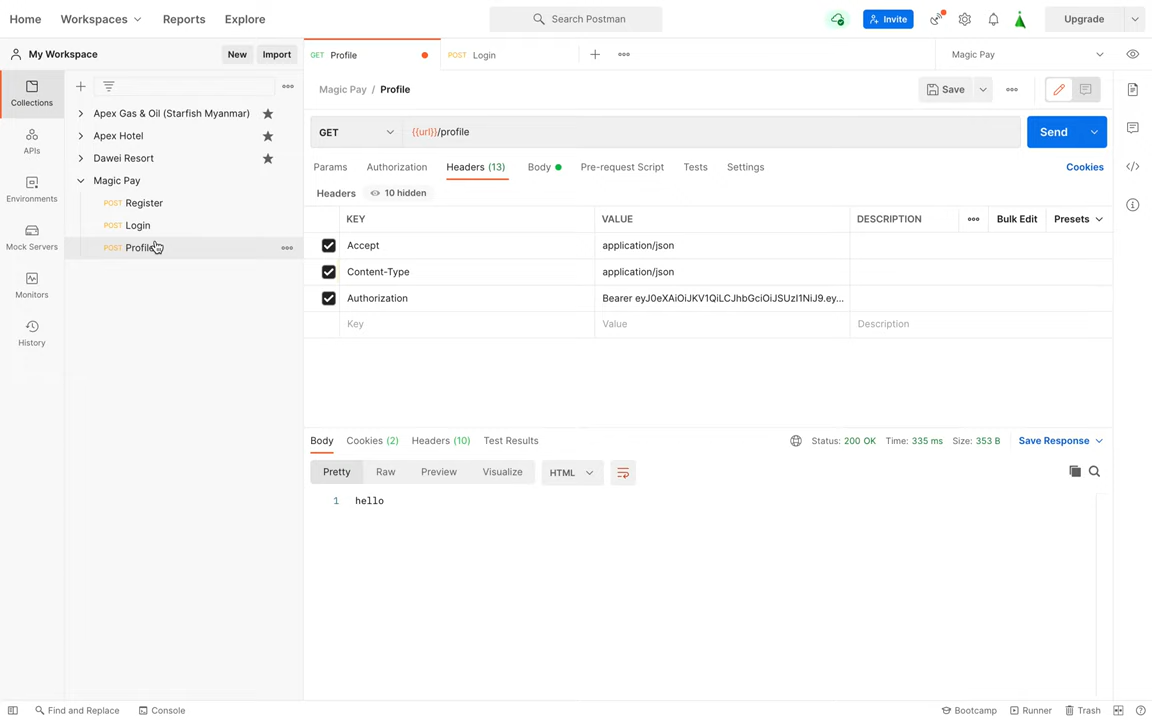 Home Workspaces Reports Explore Search Postman Invite Upgrade
My Workspace New Import GET Profile POST Login Magic Pay
Collections
APIs
Environments
Mock Servers
Monitors
History
Apex Gas & Oil (Starfish Myanmar)
Apex Hotel
Dawei Resort
Magic Pay
POST Register
POST Login
POST Profile
Magic Pay / Profile Save
GET {{url}}/profile Send
Params Authorization Headers (13) Body Pre-request Script Tests Settings Cookies
Headers 10 hidden
KEY VALUE DESCRIPTION Bulk Edit Presets
Accept application/json
Content-Type application/json
Authorization Bearer eyJ0eXAiOiJKV1QiLCJhbGciOiJSUzI1NiJ9.ey...
Key Value Description
Body Cookies (2) Headers (10) Test Results Status: 200 OK Time: 335 ms Size: 353 B Save Response
Pretty Raw Preview Visualize HTML
1 hello
Find and Replace Console Bootcamp Runner Trash